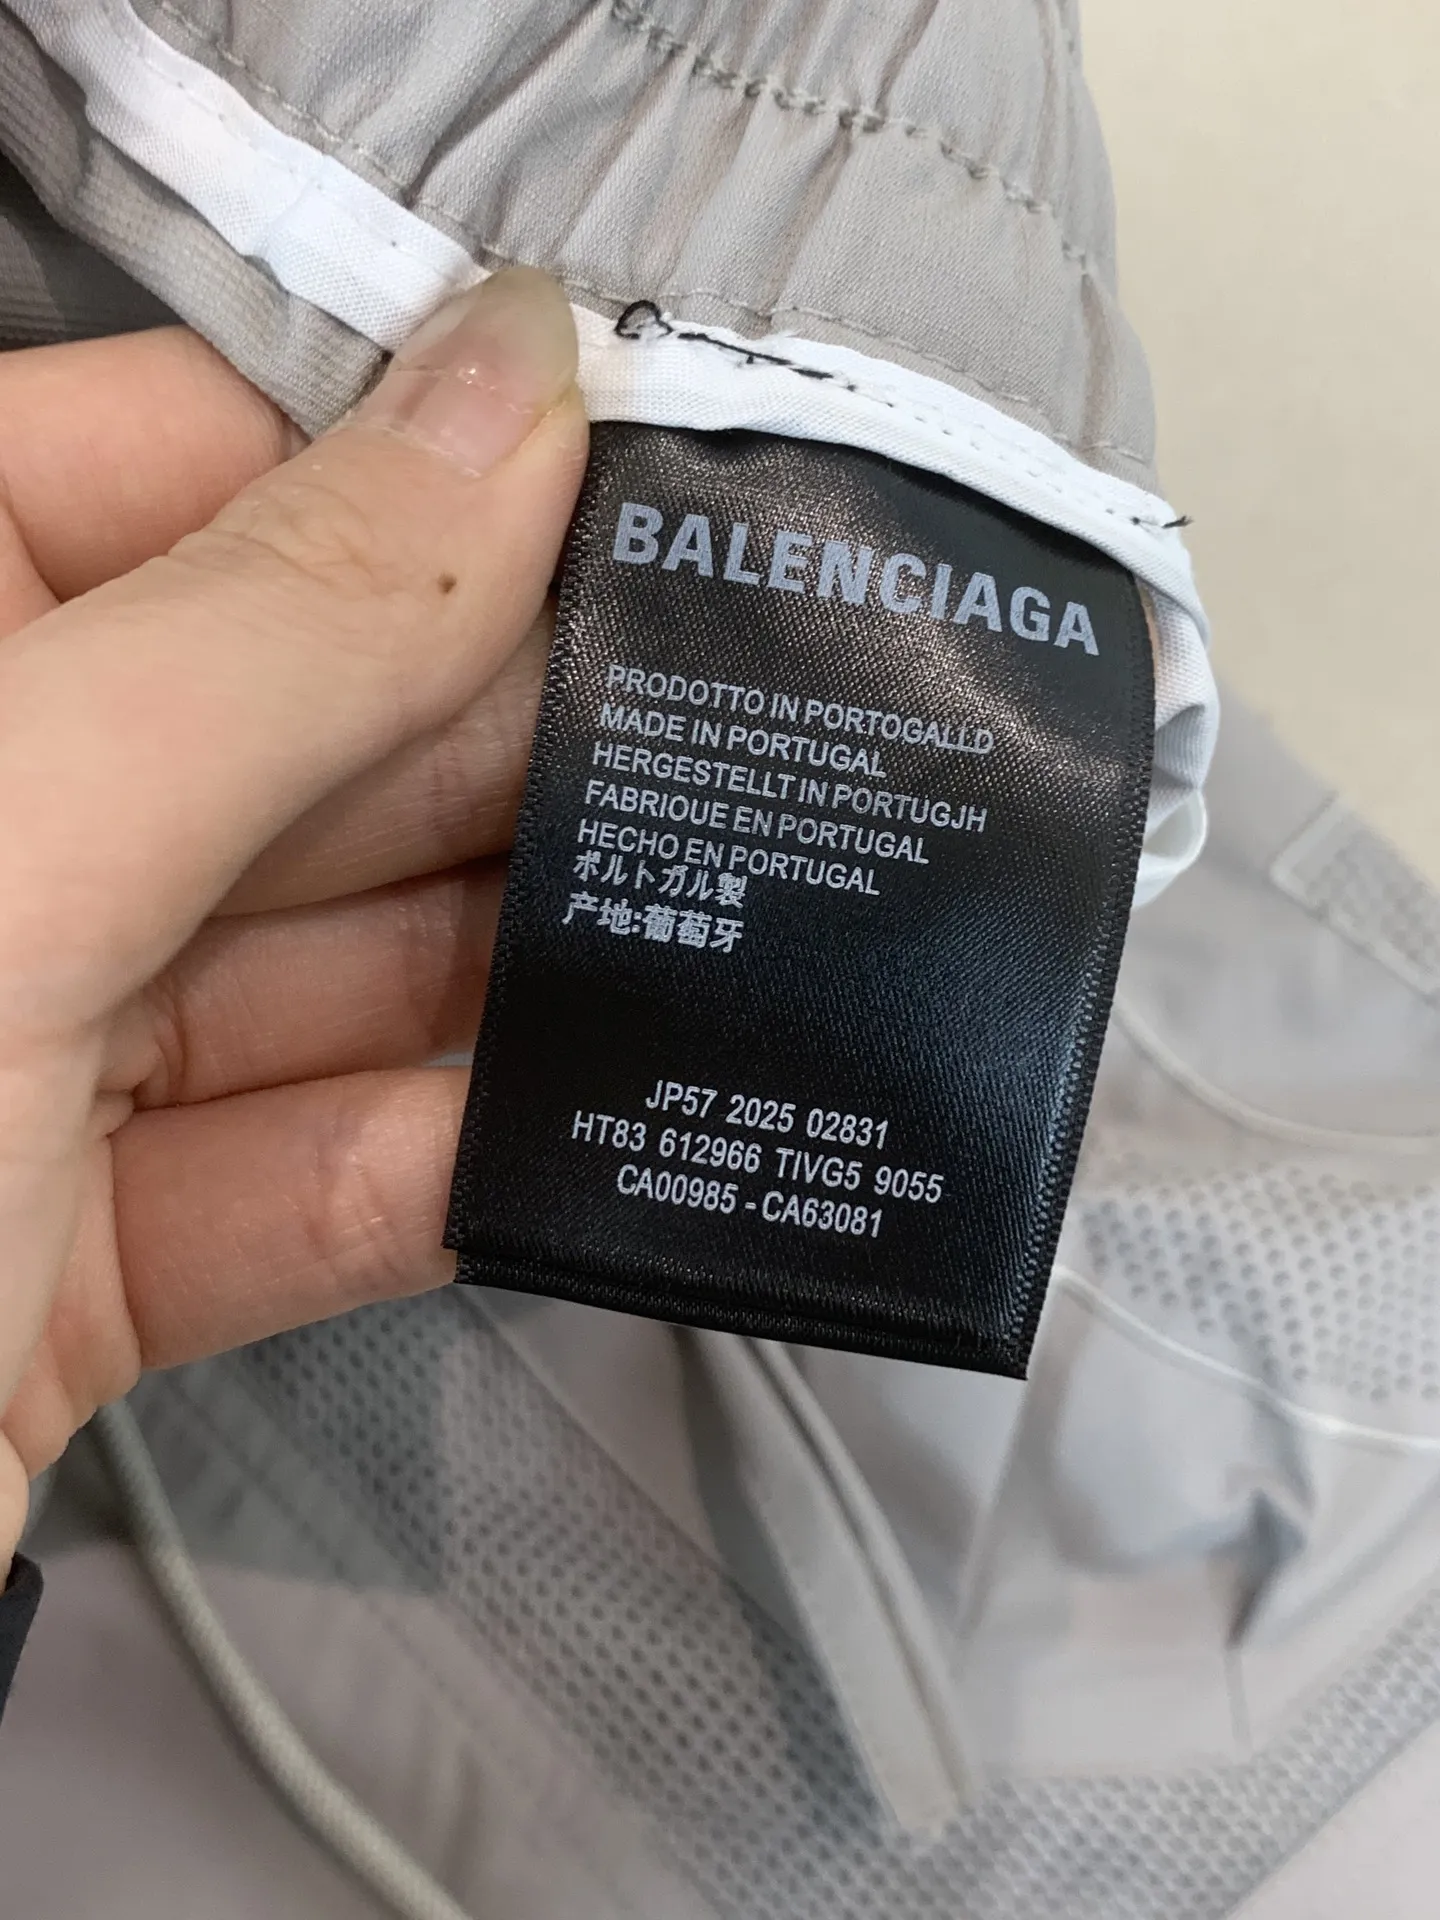 BALENCIAGA
PRODOTTO IN PORTOGALLD
MADE IN PORTUGAL
HERGESTELLT IN PORTUGJH
FABRIOUE EN PORTUGAL
HECHO EN PORTUGAL
ポルトガル製
产地:葡萄牙
JP57 2025 02831
HT83 612966 TIVG5 9055
CA00985 - CA63081